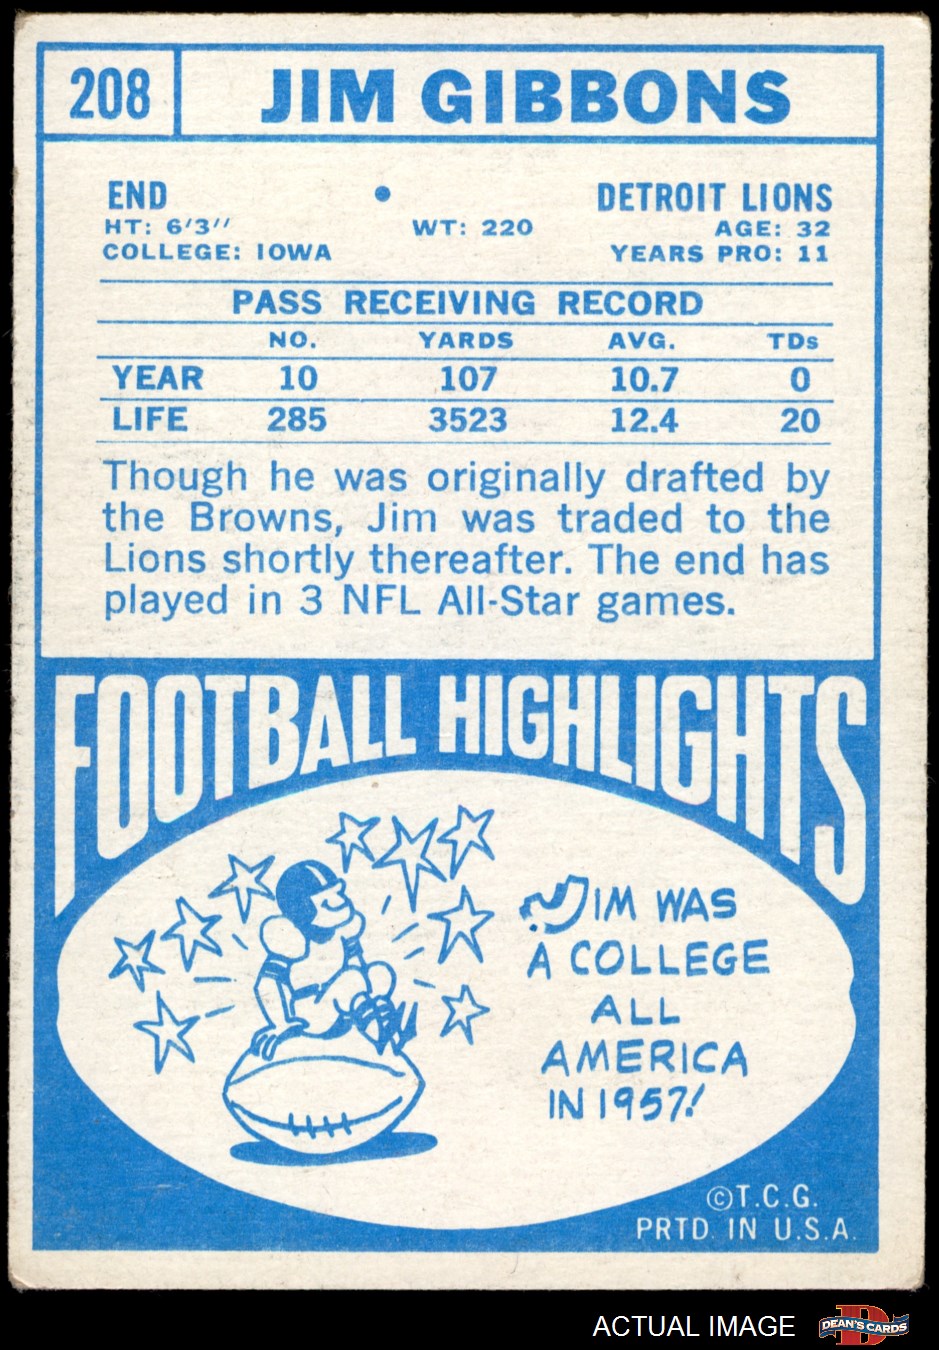 208 JIM GIBBONS
END • DETROIT LIONS
HT: 6'3'' WT: 220 AGE: 32
COLLEGE: IOWA YEARS PRO: 11
PASS RECEIVING RECORD
NO. YARDS AVG. TDs
YEAR 10 107 10.7 0
LIFE 285 3523 12.4 20
Though he was originally drafted by
the Browns, Jim was traded to the
Lions shortly thereafter. The end has
played in 3 NFL All-Star games.
FOOTBALL HIGHLIGHTS
JIM WAS
A COLLEGE
ALL
AMERICA
IN 1957!
©T.C.G.
PRTD. IN U.S.A.
ACTUAL IMAGE
DEAN'S CARDS